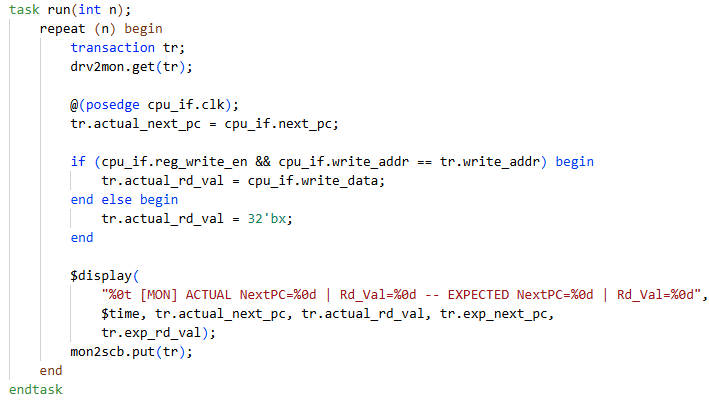 task run(int n);
    repeat (n) begin
        transaction tr;
        drv2mon.get(tr);

        @(posedge cpu_if.clk);
        tr.actual_next_pc = cpu_if.next_pc;

        if (cpu_if.reg_write_en && cpu_if.write_addr == tr.write_addr) begin
            tr.actual_rd_val = cpu_if.write_data;
        end else begin
            tr.actual_rd_val = 32'bx;
        end

        $display(
            "%0t [MON] ACTUAL NextPC=%0d | Rd_Val=%0d -- EXPECTED NextPC=%0d | Rd_Val=%0d",
            $time, tr.actual_next_pc, tr.actual_rd_val, tr.exp_next_pc,
            tr.exp_rd_val);
        mon2scb.put(tr);
    end
endtask